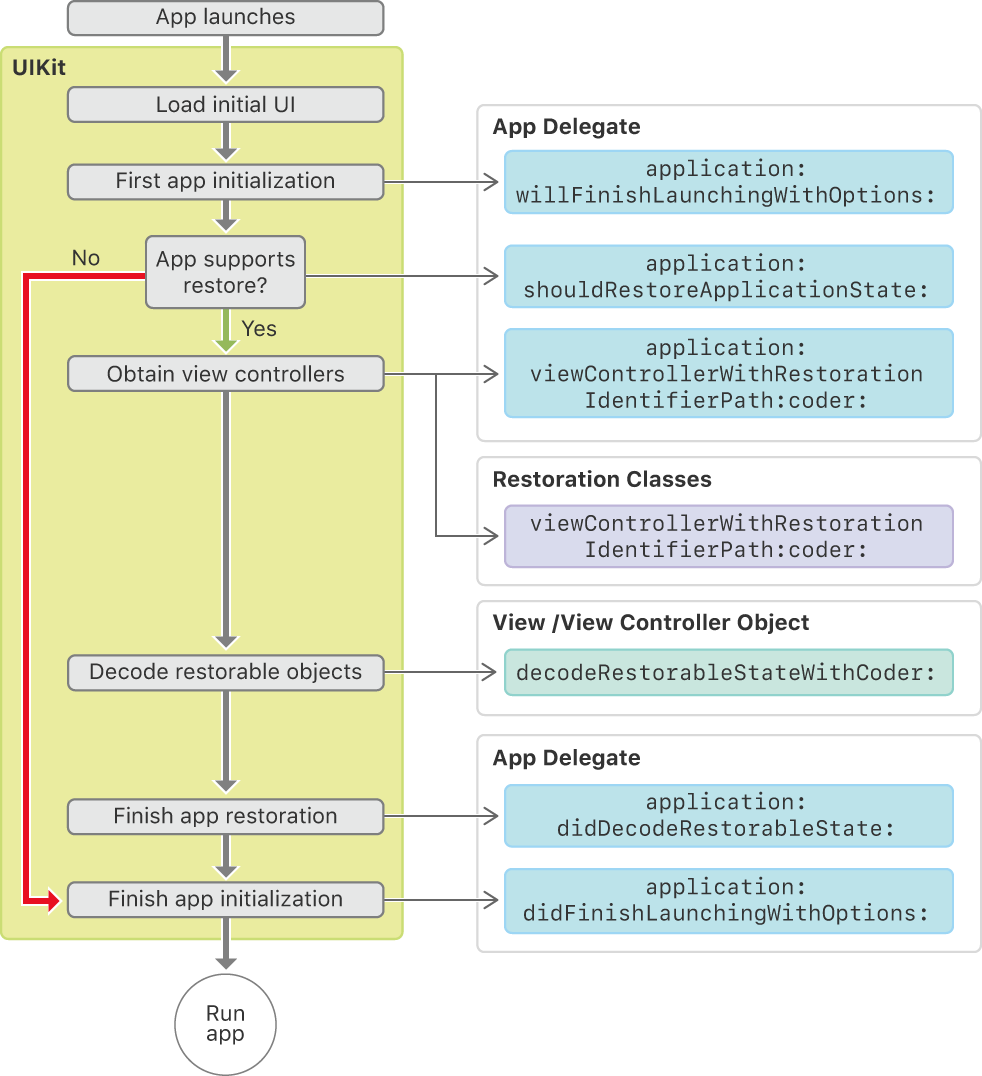 App launches
UIKit
Load initial UI
First app initialization
No
App supports
restore?
Yes
Obtain view controllers
Decode restorable objects
Finish app restoration
Finish app initialization
Run
app
App Delegate
application:
willFinishLaunchingWithOptions:
application:
shouldRestoreApplicationState:
application:
viewControllerWithRestoration
IdentifierPath:coder:
Restoration Classes
viewControllerWithRestoration
IdentifierPath:coder:
View /View Controller Object
decodeRestorableStateWithCoder:
App Delegate
application:
didDecodeRestorableState:
application:
didFinishLaunchingWithOptions: